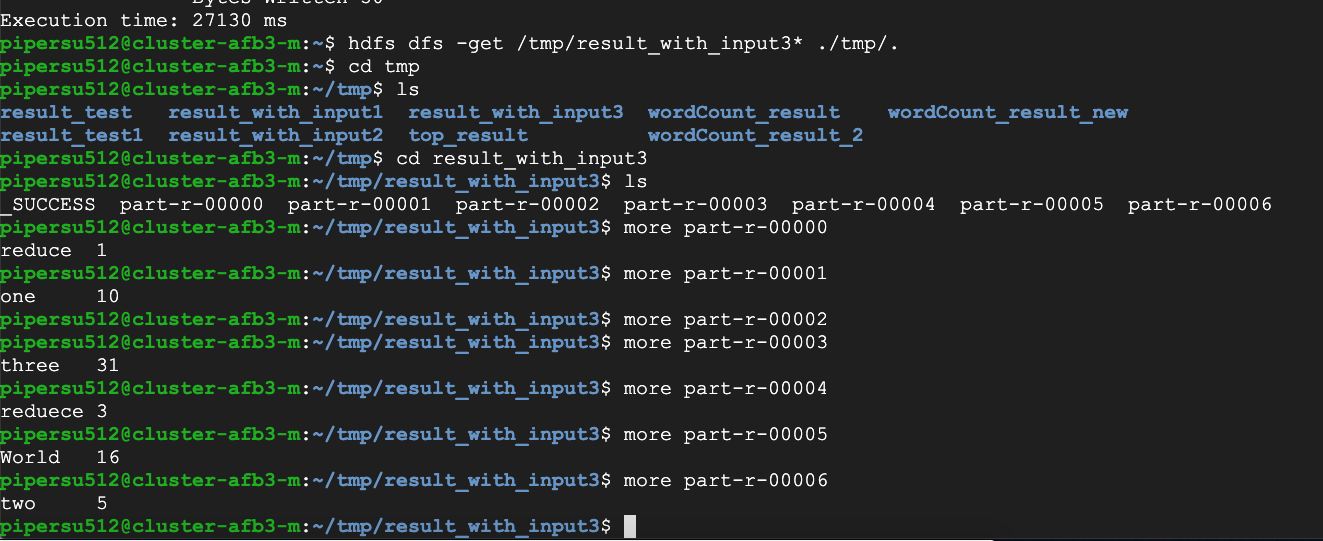 Bytes Written 50
Execution time: 27130 ms
pipersu512@cluster-afb3-m:~$ hdfs dfs -get /tmp/result_with_input3* ./tmp/.
pipersu512@cluster-afb3-m:~$ cd tmp
pipersu512@cluster-afb3-m:~/tmp$ ls
result_test   result_with_input1  result_with_input3  wordCount_result    wordCount_result_new
result_test1  result_with_input2  top_result          wordCount_result_2
pipersu512@cluster-afb3-m:~/tmp$ cd result_with_input3
pipersu512@cluster-afb3-m:~/tmp/result_with_input3$ ls
_SUCCESS  part-r-00000  part-r-00001  part-r-00002  part-r-00003  part-r-00004  part-r-00005  part-r-00006
pipersu512@cluster-afb3-m:~/tmp/result_with_input3$ more part-r-00000
reduce  1
pipersu512@cluster-afb3-m:~/tmp/result_with_input3$ more part-r-00001
one     10
pipersu512@cluster-afb3-m:~/tmp/result_with_input3$ more part-r-00002
pipersu512@cluster-afb3-m:~/tmp/result_with_input3$ more part-r-00003
three   31
pipersu512@cluster-afb3-m:~/tmp/result_with_input3$ more part-r-00004
reduece 3
pipersu512@cluster-afb3-m:~/tmp/result_with_input3$ more part-r-00005
World   16
pipersu512@cluster-afb3-m:~/tmp/result_with_input3$ more part-r-00006
two     5
pipersu512@cluster-afb3-m:~/tmp/result_with_input3$